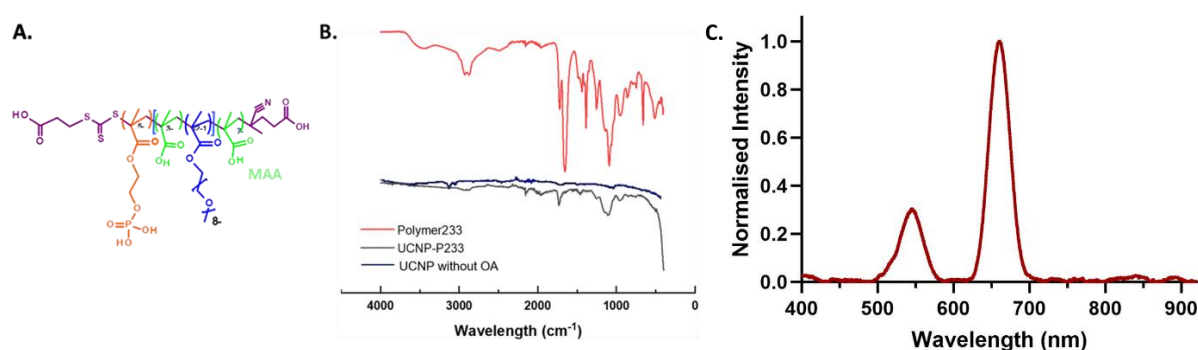 A.
B.
C.
HO
O
S
S
S
N
O
OH
O
OH
O
O
O
OH
MAA
O
O
8-
O
P
OH
OH
Polymer233
UCNP-P233
UCNP without OA
4000
3000
2000
1000
0
Wavelength (cm-1)
Normalised Intensity
1.0
0.8
0.6
0.4
0.2
0.0
400
500
600
700
800
900
Wavelength (nm)